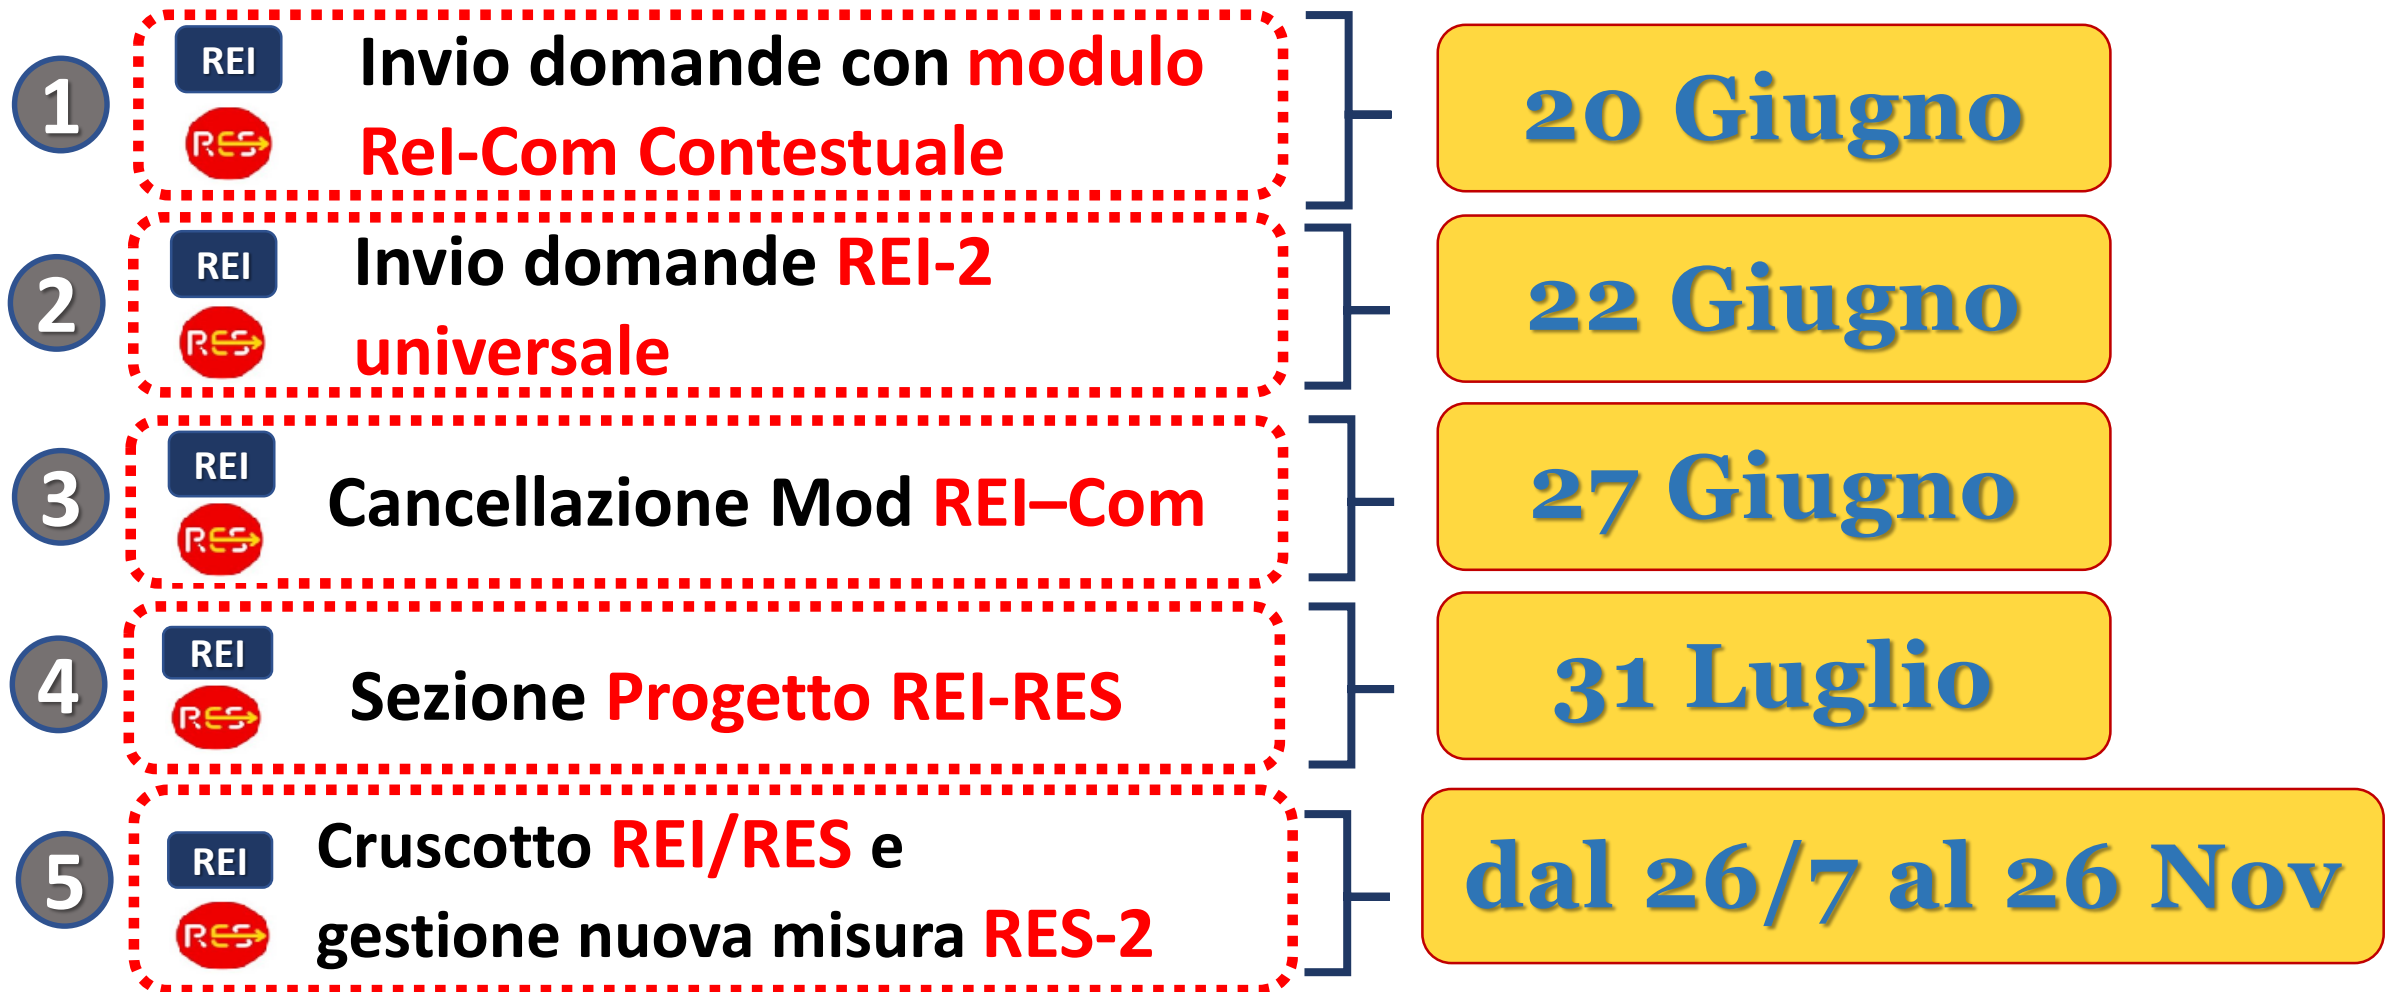 1
REI
RES
Invio domande con modulo
ReI-Com Contestuale
20 Giugno
2
REI
RES
Invio domande REI-2
universale
22 Giugno
3
REI
RES
Cancellazione Mod REI–Com
27 Giugno
4
REI
RES
Sezione Progetto REI-RES
31 Luglio
5
REI
RES
Cruscotto REI/RES e
gestione nuova misura RES-2
dal 26/7 al 26 Nov